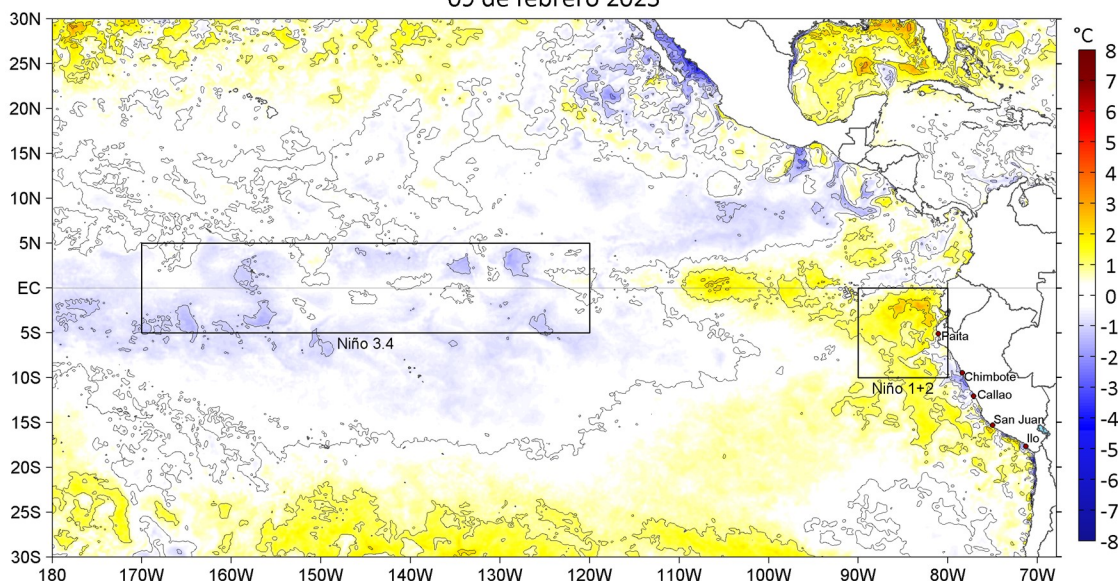 09 de febrero 2023
30N
25N
20N
15N
10N
5N
EC
5S
10S
15S
20S
25S
30S
180
170W
160W
150W
140W
130W
120W
110W
100W
90W
80W
70W
Niño 3.4
Niño 1+2
Paita
Chimbote
Callao
San Juan
Ilo
°C
8
7
6
5
4
3
2
1
0
-1
-2
-3
-4
-5
-6
-7
-8